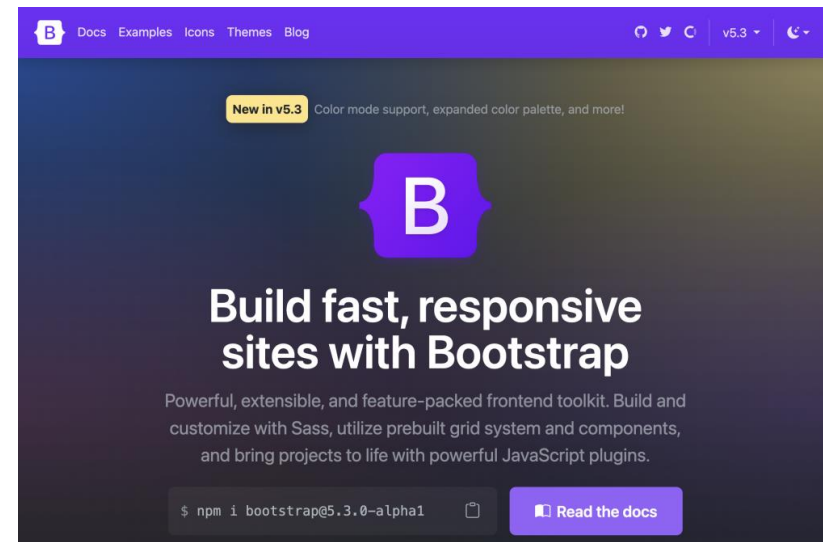 B Docs Examples Icons Themes Blog v5.3
New in v5.3 Color mode support, expanded color palette, and more!
B
Build fast, responsive
sites with Bootstrap
Powerful, extensible, and feature-packed frontend toolkit. Build and
customize with Sass, utilize prebuilt grid system and components,
and bring projects to life with powerful JavaScript plugins.
$ npm i bootstrap@5.3.0-alpha1 Read the docs